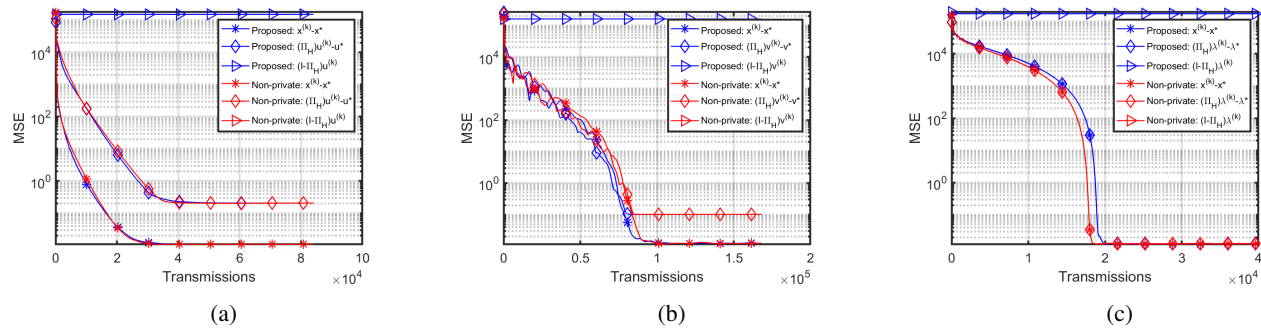 10^4
10^2
10^0
MSE
0 2 4 6 8 10
Transmissions
×10^4
Proposed: x^(k)-x*
Proposed: (Π_H)u^(k)-u*
Proposed: (I-Π_H)u^(k)
Non-private: x^(k)-x*
Non-private: (Π_H)u^(k)-u*
Non-private: (I-Π_H)u^(k)
(a)
10^4
10^2
10^0
MSE
0 0.5 1 1.5 2
Transmissions
×10^5
Proposed: x^(k)-x*
Proposed: (Π_H)v^(k)-v*
Proposed: (I-Π_H)v^(k)
Non-private: x^(k)-x*
Non-private: (Π_H)v^(k)-v*
Non-private: (I-Π_H)v^(k)
(b)
10^4
10^2
10^0
MSE
0 1 2 3 4
Transmissions
×10^4
Proposed: x^(k)-x*
Proposed: (Π_H)λ^(k)-λ*
Proposed: (I-Π_H)λ^(k)
Non-private: x^(k)-x*
Non-private: (Π_H)λ^(k)-λ*
Non-private: (I-Π_H)λ^(k)
(c)